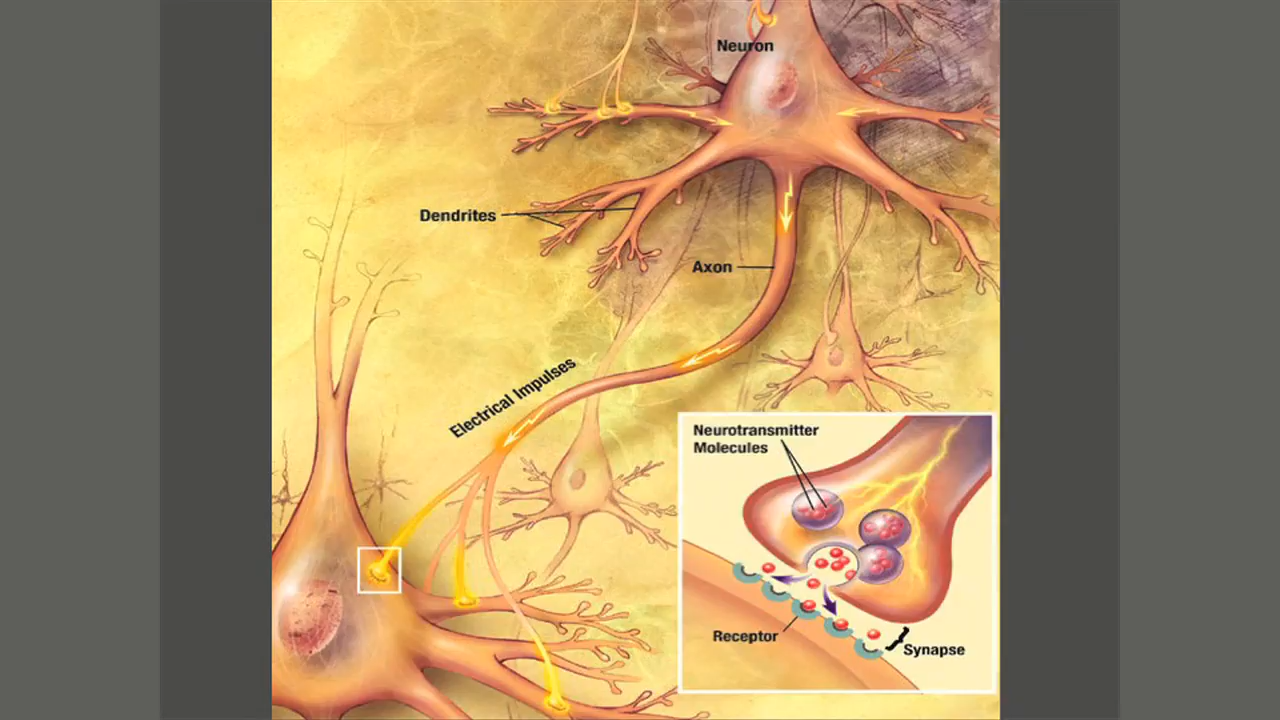 Neuron
Dendrites
Axon
Electrical Impulses
Neurotransmitter
Molecules
Receptor
Synapse